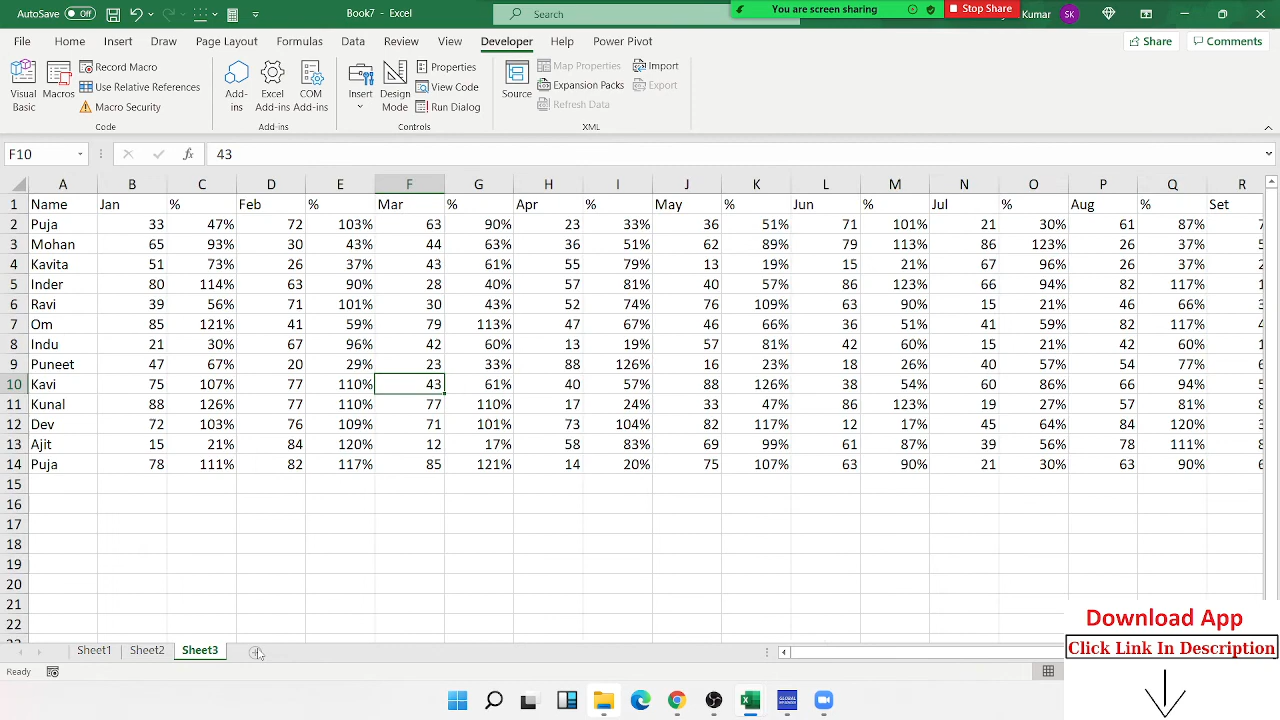 AutoSave Off Book7 - Excel Search You are screen sharing Stop Share Kumar SK
File Home Insert Draw Page Layout Formulas Data Review View Developer Help Power Pivot Share Comments
Visual Basic Macros Record Macro Use Relative References Macro Security Code
Add-ins Excel Add-ins COM Add-ins Add-ins
Insert Design Mode Properties View Code Run Dialog Controls
Source Map Properties Expansion Packs Refresh Data Import Export XML
F10 fx 43
A B C D E F G H I J K L M N O P Q R
1 Name Jan % Feb % Mar % Apr % May % Jun % Jul % Aug % Set
2 Puja 33 47% 72 103% 63 90% 23 33% 36 51% 71 101% 21 30% 61 87%
3 Mohan 65 93% 30 43% 44 63% 36 51% 62 89% 79 113% 86 123% 26 37%
4 Kavita 51 73% 26 37% 43 61% 55 79% 13 19% 15 21% 67 96% 26 37%
5 Inder 80 114% 63 90% 28 40% 57 81% 40 57% 86 123% 66 94% 82 117%
6 Ravi 39 56% 71 101% 30 43% 52 74% 76 109% 63 90% 15 21% 46 66%
7 Om 85 121% 41 59% 79 113% 47 67% 46 66% 36 51% 41 59% 82 117%
8 Indu 21 30% 67 96% 42 60% 13 19% 57 81% 42 60% 15 21% 42 60%
9 Puneet 47 67% 20 29% 23 33% 88 126% 16 23% 18 26% 40 57% 54 77%
10 Kavi 75 107% 77 110% 43 61% 40 57% 88 126% 38 54% 60 86% 66 94%
11 Kunal 88 126% 77 110% 77 110% 17 24% 33 47% 86 123% 19 27% 57 81%
12 Dev 72 103% 76 109% 71 101% 73 104% 82 117% 12 17% 45 64% 84 120%
13 Ajit 15 21% 84 120% 12 17% 58 83% 69 99% 61 87% 39 56% 78 111%
14 Puja 78 111% 82 117% 85 121% 14 20% 75 107% 63 90% 21 30% 63 90%
15
16
17
18
19
20
21
22
Download App
Click Link In Description
Sheet1 Sheet2 Sheet3
Ready